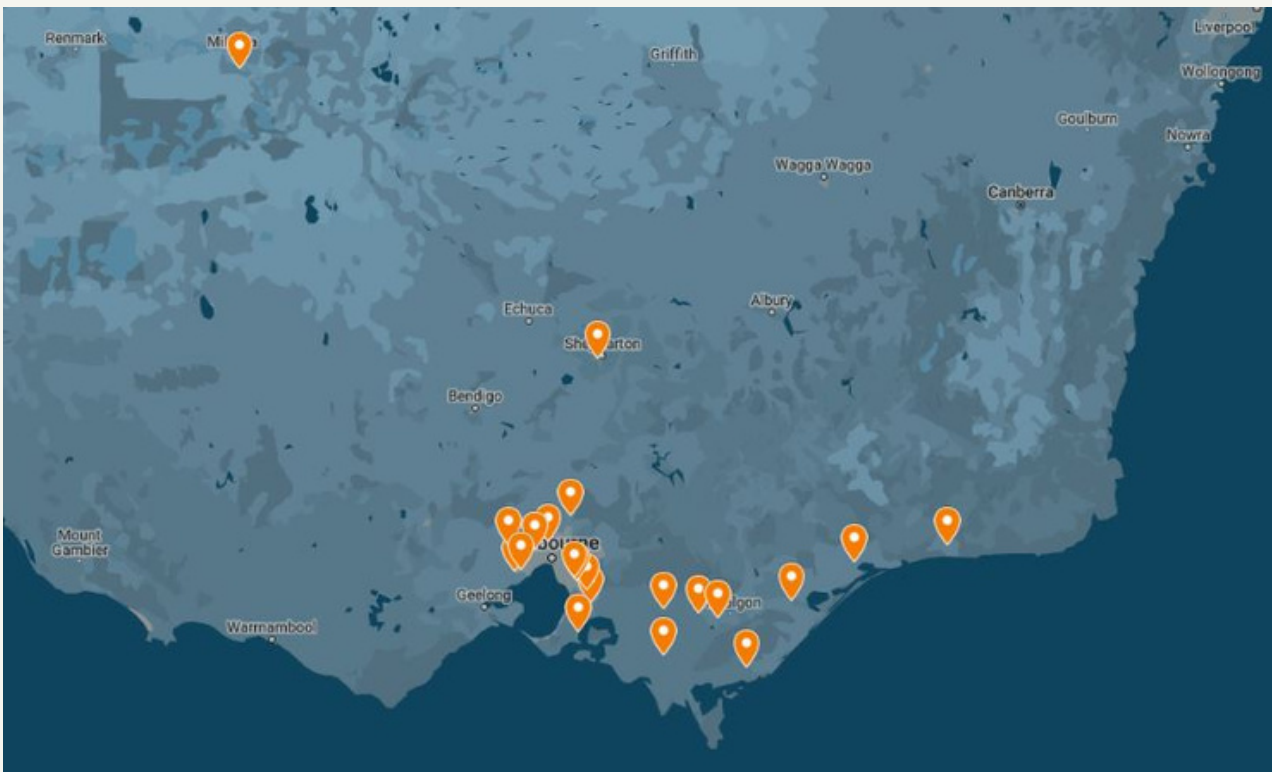 Renmark
Griffith
Liverpool
Wollongong
Goulburn
Nowra
Wagga Wagga
Canberra
Echuca
Albury
Bendigo
Mount
Gambier
Geelong
Warrnambool